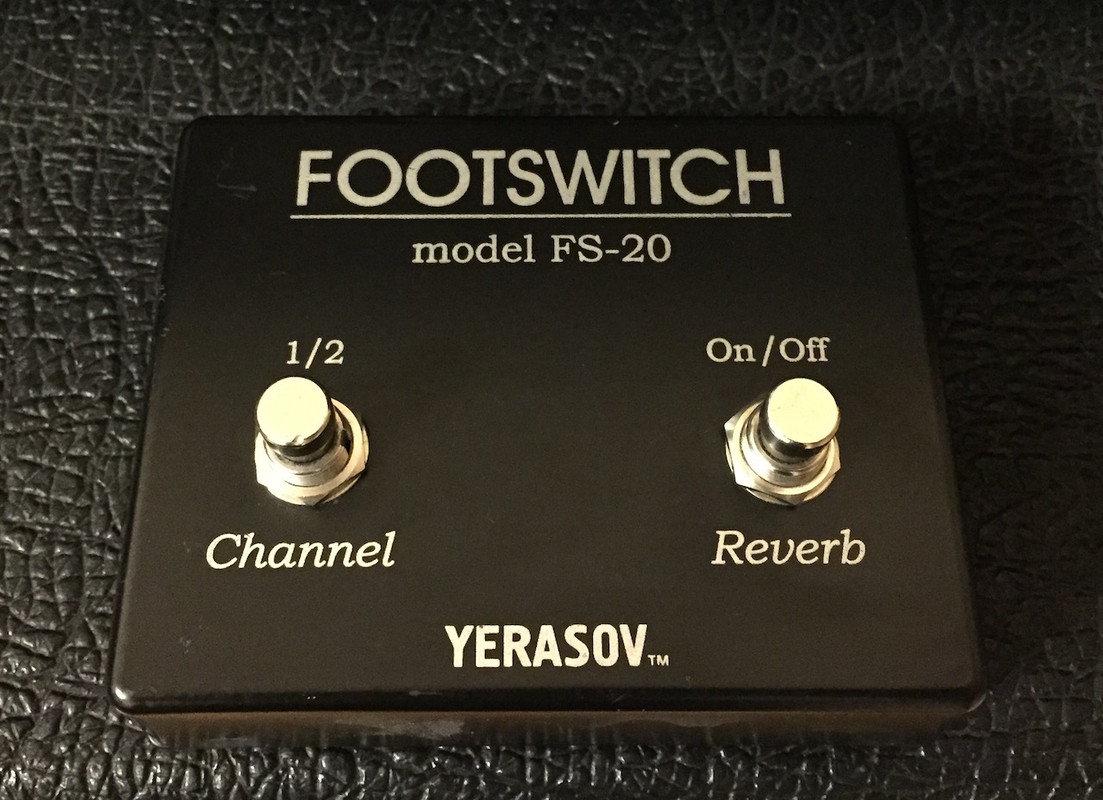 FOOTSWITCH
model FS-20
1/2
On/Off
Channel
Reverb
YERASOV™